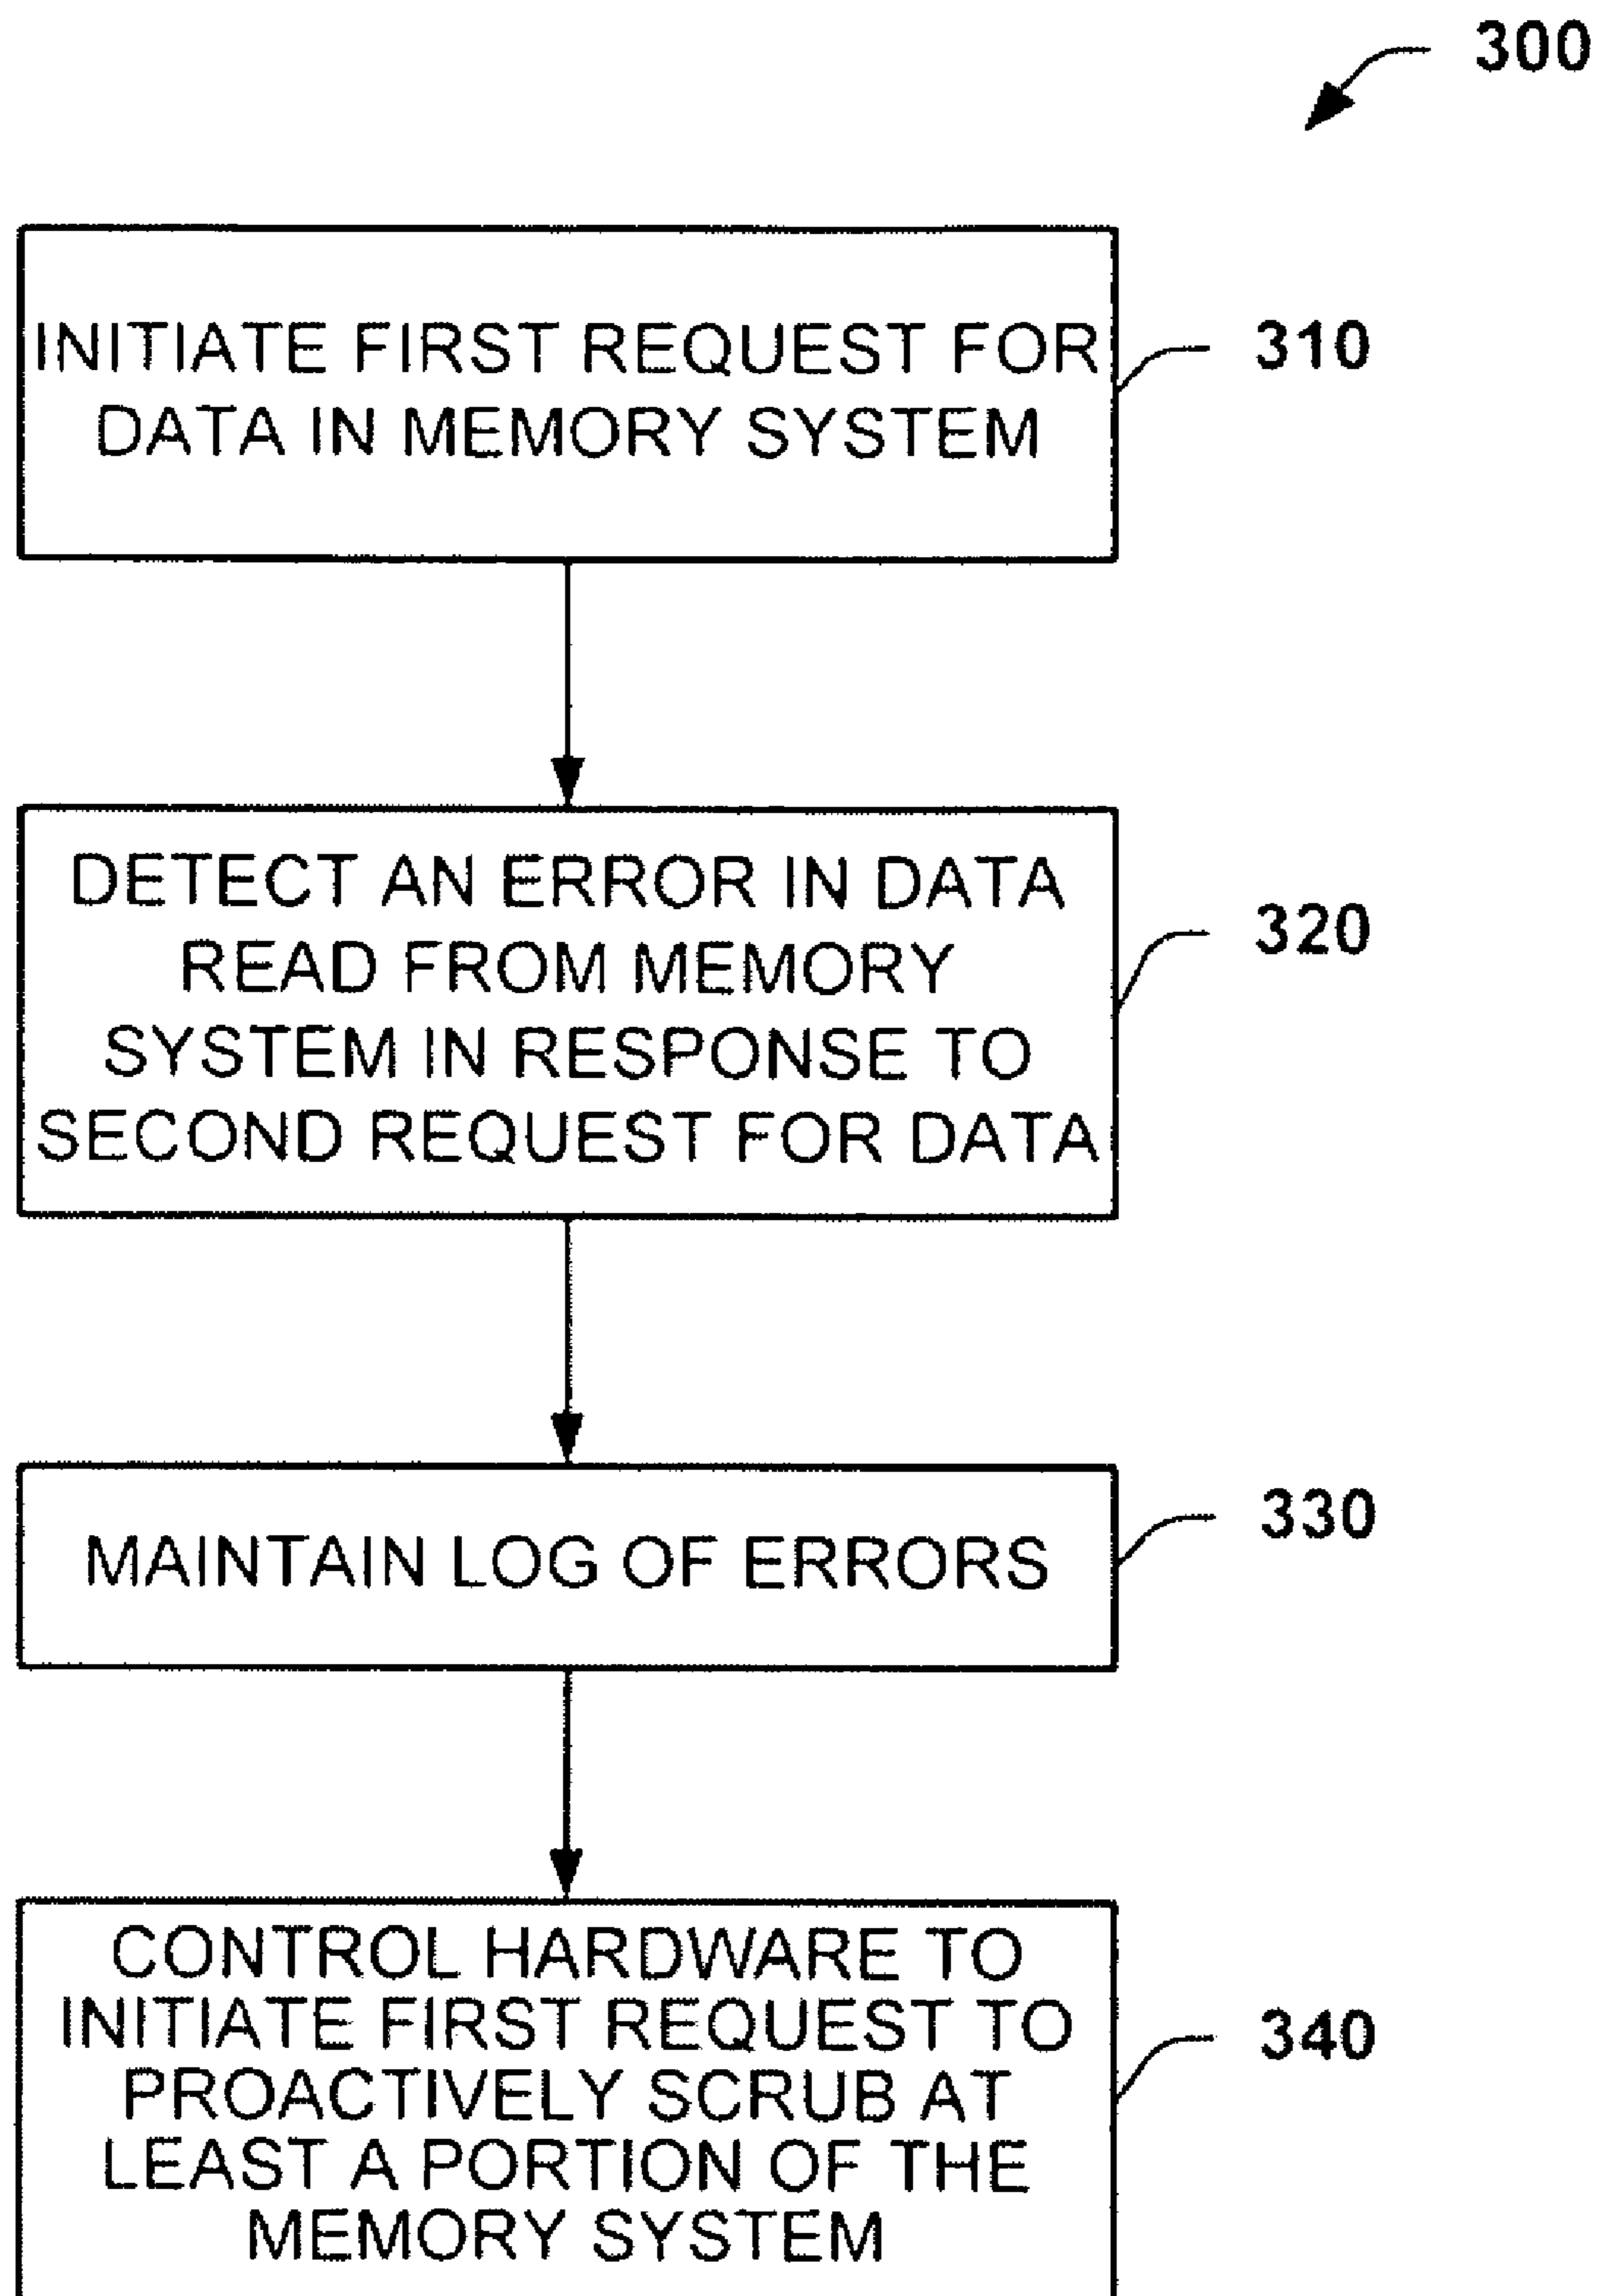 300
INITIATE FIRST REQUEST FOR
DATA IN MEMORY SYSTEM
310
DETECT AN ERROR IN DATA
READ FROM MEMORY
SYSTEM IN RESPONSE TO
SECOND REQUEST FOR DATA
320
MAINTAIN LOG OF ERRORS
330
CONTROL HARDWARE TO
INITIATE FIRST REQUEST TO
PROACTIVELY SCRUB AT
LEAST A PORTION OF THE
MEMORY SYSTEM
340